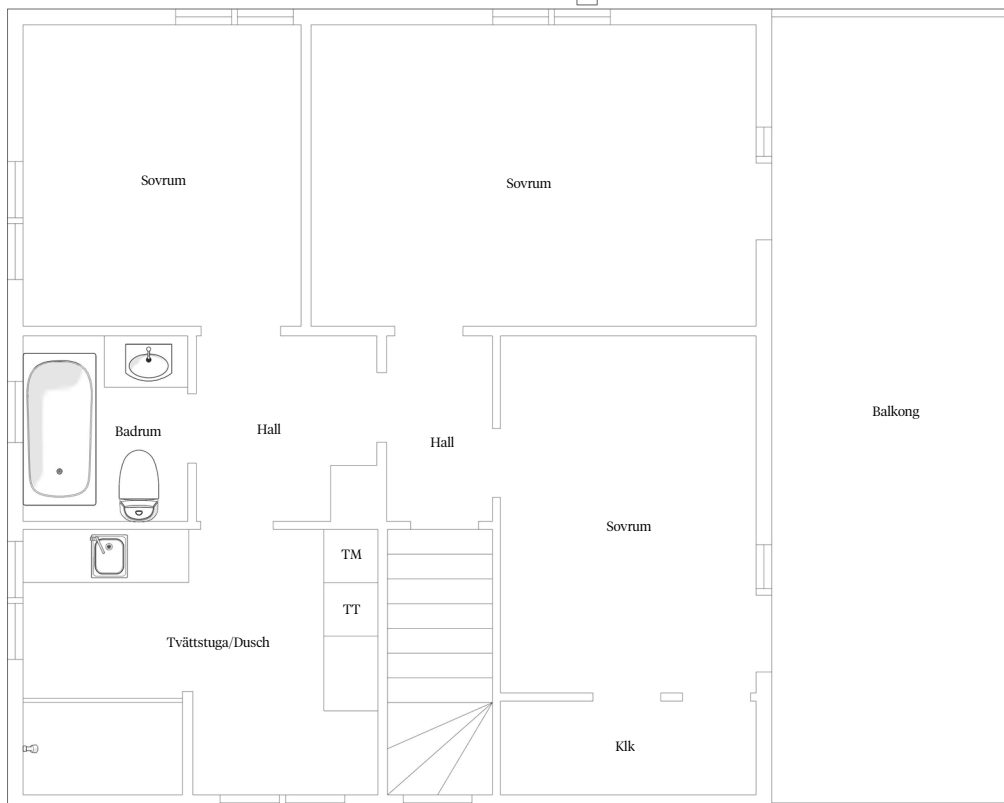 Sovrum
Sovrum
Badrum
Hall
Hall
Balkong
Sovrum
TM
TT
Tvättstuga/Dusch
Klk